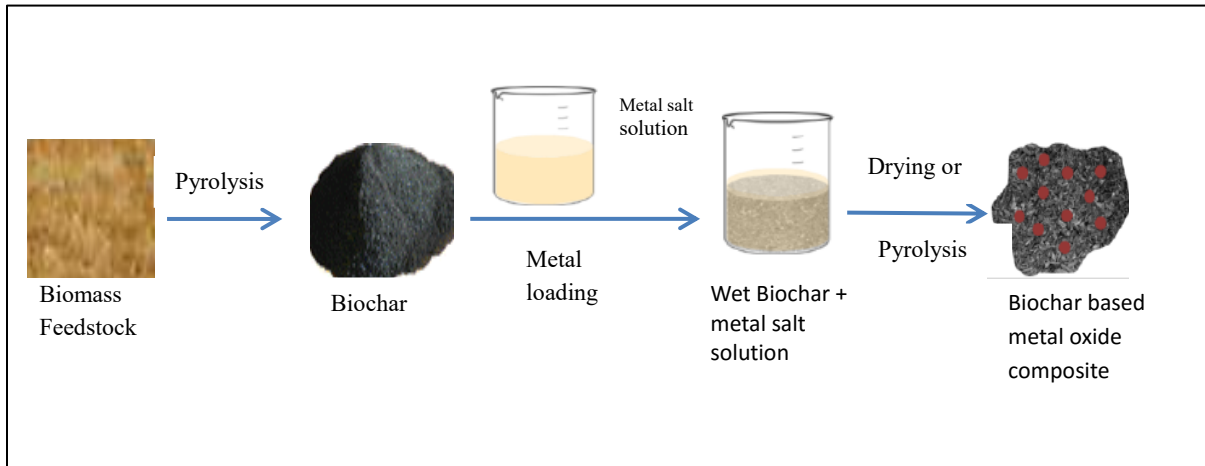 Biomass
Feedstock
Pyrolysis
Biochar
Metal salt
solution
Metal
loading
Wet Biochar +
metal salt
solution
Drying or
Pyrolysis
Biochar based
metal oxide
composite